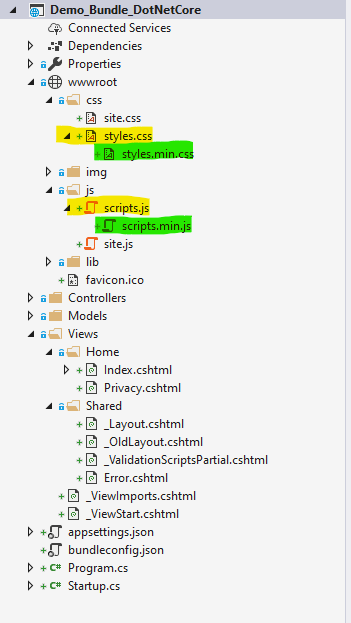 Demo_Bundle_DotNetCore
Connected Services
Dependencies
Properties
wwwroot
css
site.css
styles.css
styles.min.css
img
js
scripts.js
scripts.min.js
site.js
lib
favicon.ico
Controllers
Models
Views
Home
Index.cshtml
Privacy.cshtml
Shared
_Layout.cshtml
_OldLayout.cshtml
_ValidationScriptsPartial.cshtml
Error.cshtml
_ViewImports.cshtml
_ViewStart.cshtml
appsettings.json
bundleconfig.json
C# Program.cs
C# Startup.cs